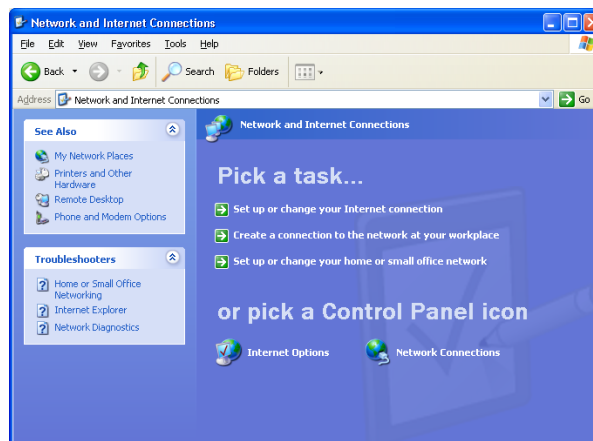 Network and Internet Connections
File Edit View Favorites Tools Help
Back Search Folders
Address Network and Internet Connections Go
See Also
My Network Places
Printers and Other
Hardware
Remote Desktop
Phone and Modem Options
Troubleshooters
Home or Small Office
Networking
Internet Explorer
Network Diagnostics
Network and Internet Connections
Pick a task...
Set up or change your Internet connection
Create a connection to the network at your workplace
Set up or change your home or small office network
or pick a Control Panel icon
Internet Options Network Connections